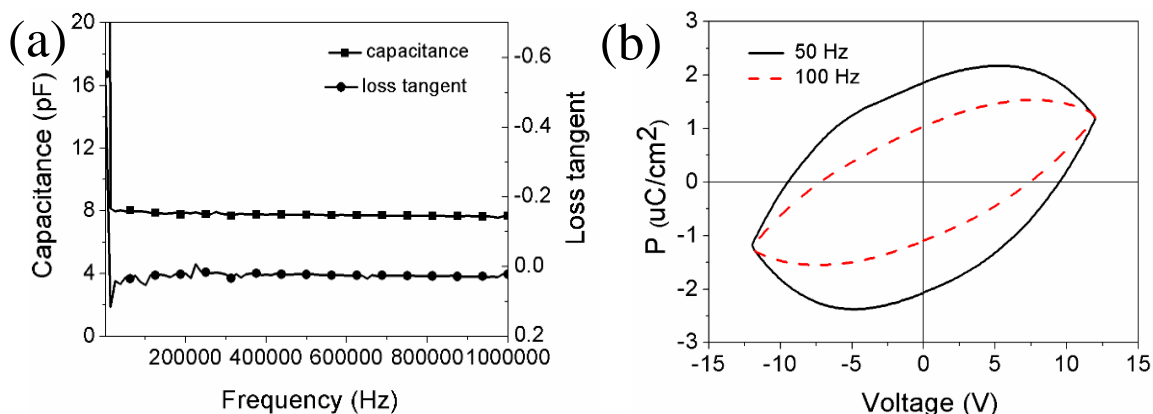 (a)
capacitance
loss tangent
Capacitance (pF)
20
16
12
8
4
0
-0.6
-0.4
-0.2
0.0
0.2
Loss tangent
200000 400000 600000 800000 1000000
Frequency (Hz)
(b)
50 Hz
100 Hz
P (uC/cm2)
3
2
1
0
-1
-2
-3
-15 -10 -5 0 5 10 15
Voltage (V)